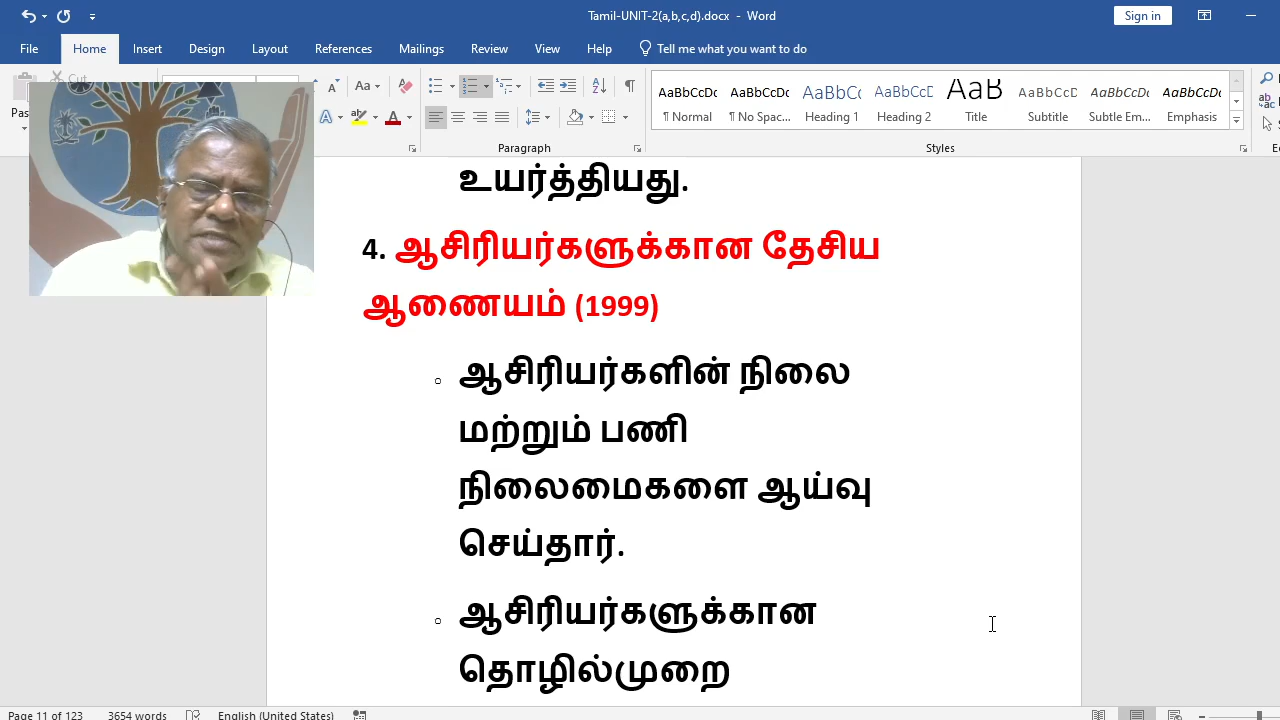 Tamil-UNIT-2(a,b,c,d).docx - Word
Sign in
File Home Insert Design Layout References Mailings Review View Help Tell me what you want to do
Cut
Aa
AaBbCcDc AaBbCcDc AaBbCc AaBbCcD AaB AaBbCcD AaBbCcDc AaBbCcDc
¶ Normal ¶ No Spac... Heading 1 Heading 2 Title Subtitle Subtle Em... Emphasis
Paragraph Styles
உயர்த்தியது.
4. ஆசிரியர்களுக்கான தேசிய
ஆணையம் (1999)
ஆசிரியர்களின் நிலை
மற்றும் பணி
நிலைமைகளை ஆய்வு
செய்தார்.
ஆசிரியர்களுக்கான
தொழில்முறை
Page 11 of 123 3654 words English (United States)